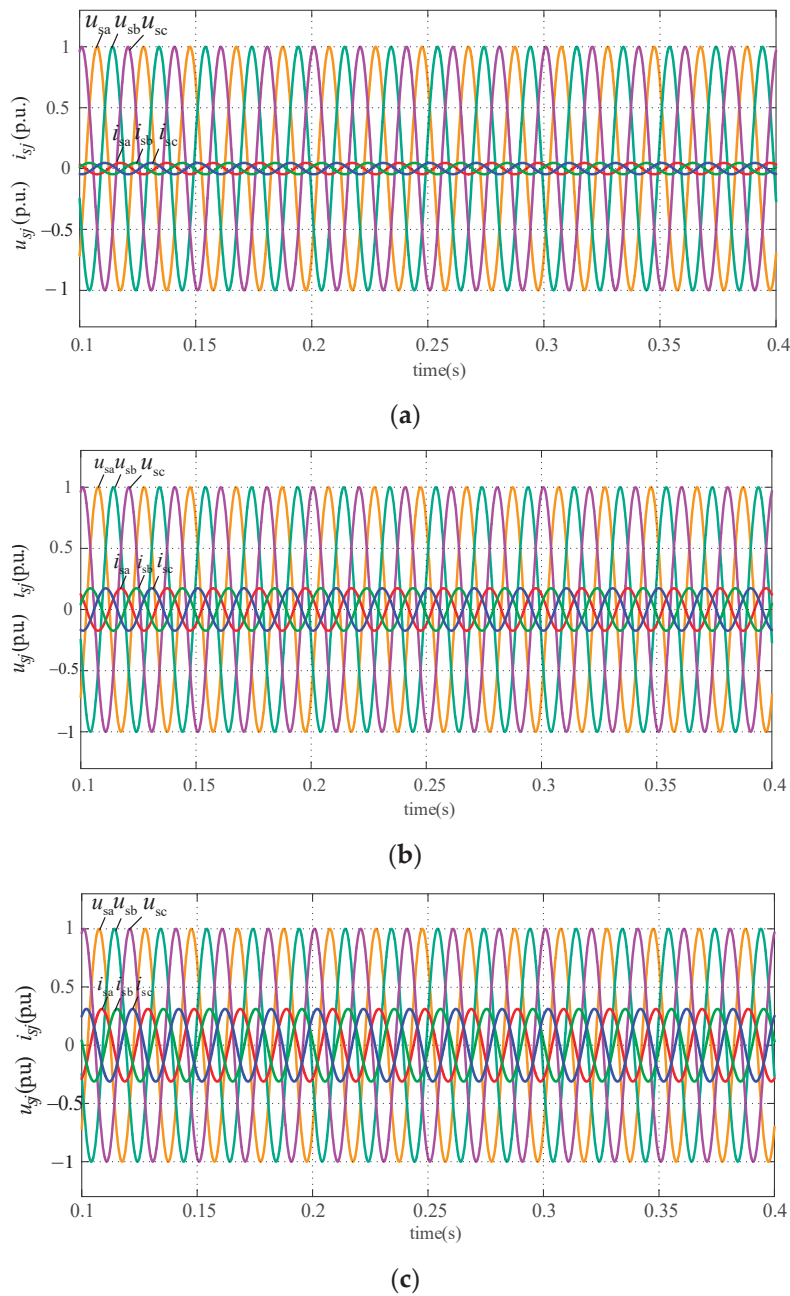 u_sa u_sb u_sc
1
0.5
i_sa i_sb i_sc
0
−0.5
−1
u_sj (p.u.) i_sj (p.u.)
0.1 0.15 0.2 0.25 0.3 0.35 0.4
time(s)
(a)
u_sa u_sb u_sc
1
0.5
i_sa i_sb i_sc
0
−0.5
−1
u_sj (p.u) i_sj (p.u)
0.1 0.15 0.2 0.25 0.3 0.35 0.4
time(s)
(b)
u_sa u_sb u_sc
1
0.5
i_sa i_sb i_sc
0
−0.5
−1
u_sj (p.u) i_sj (p.u)
0.1 0.15 0.2 0.25 0.3 0.35 0.4
time(s)
(c)